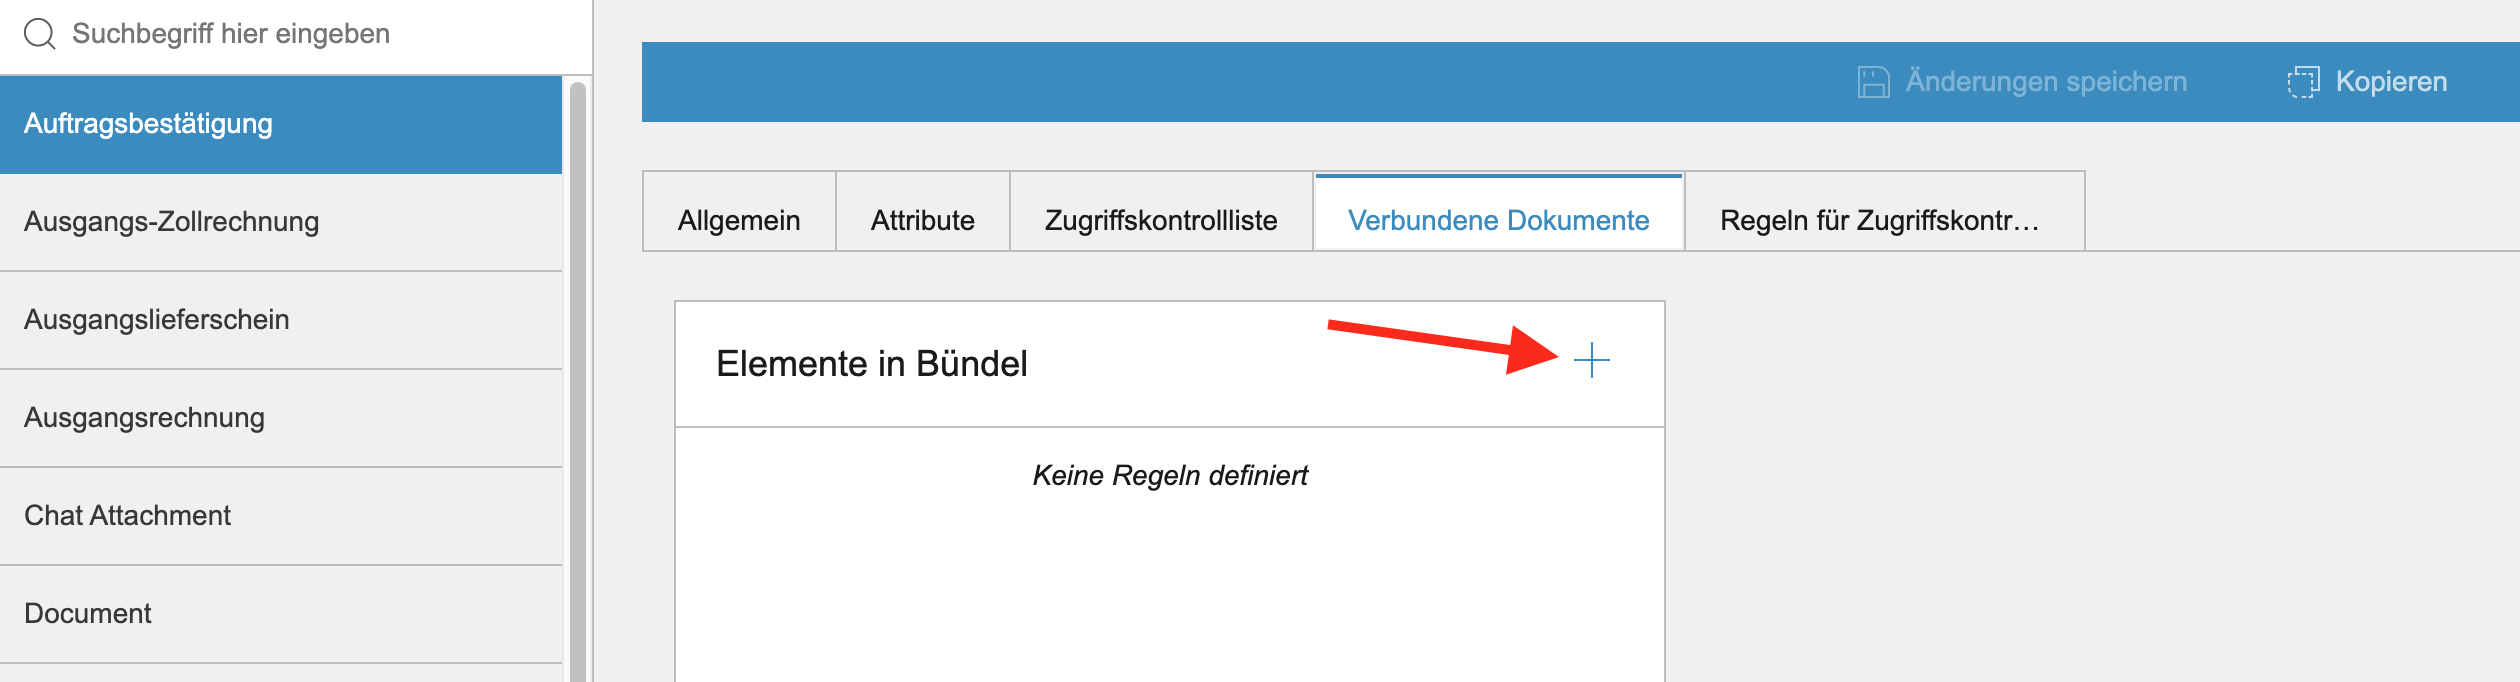 Suchbegriff hier eingeben
Auftragsbestätigung
Ausgangs-Zollrechnung
Ausgangslieferschein
Ausgangsrechnung
Chat Attachment
Document
Änderungen speichern
Kopieren
Allgemein
Attribute
Zugriffskontrollliste
Verbundene Dokumente
Regeln für Zugriffskontr...
Elemente in Bündel
Keine Regeln definiert